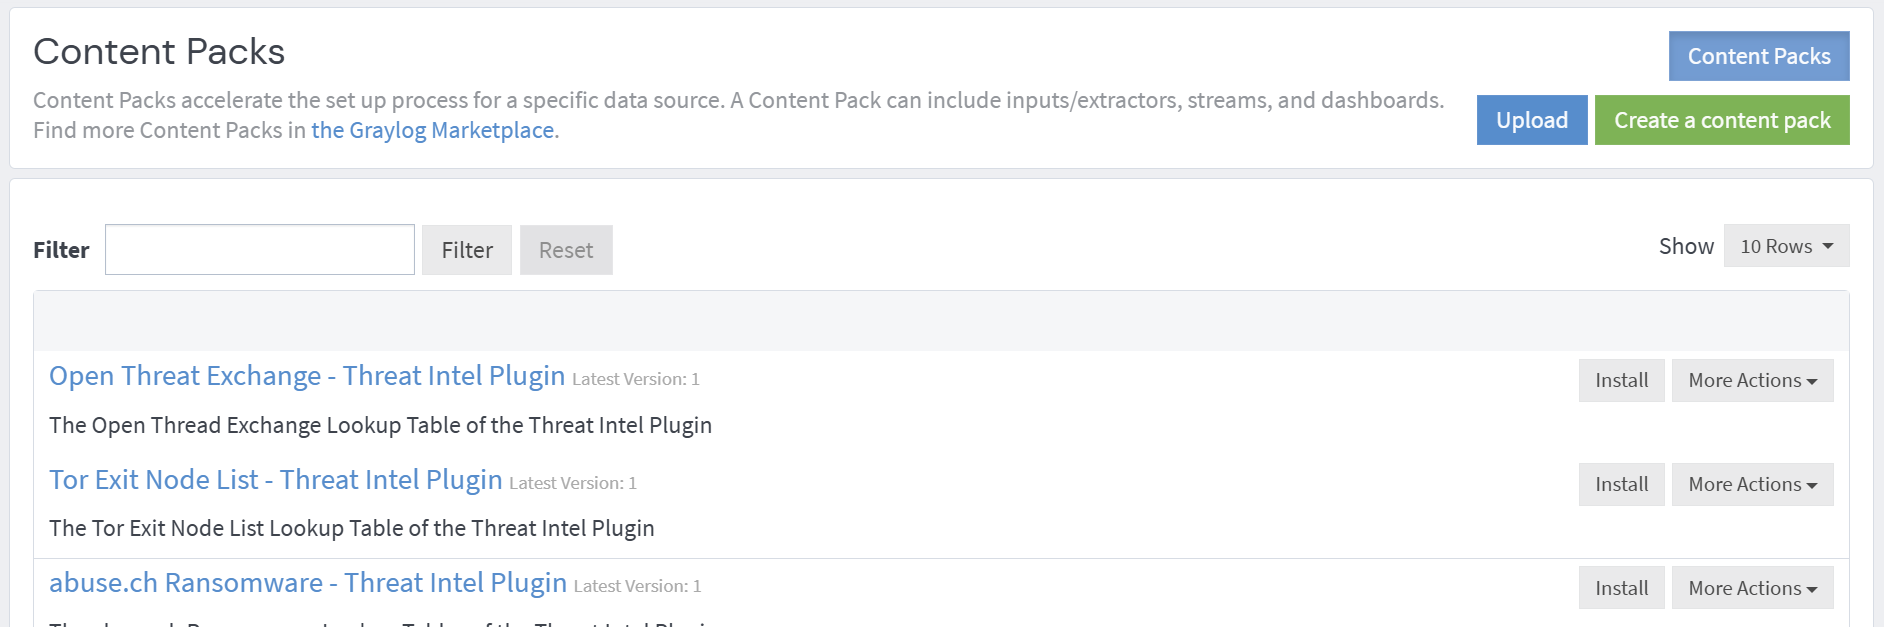 Content Packs
Content Packs
Content Packs accelerate the set up process for a specific data source. A Content Pack can include inputs/extractors, streams, and dashboards.
Find more Content Packs in the Graylog Marketplace.
Upload
Create a content pack
Filter
Filter
Reset
Show
10 Rows
Open Threat Exchange - Threat Intel Plugin Latest Version: 1
Install
More Actions
The Open Thread Exchange Lookup Table of the Threat Intel Plugin
Tor Exit Node List - Threat Intel Plugin Latest Version: 1
Install
More Actions
The Tor Exit Node List Lookup Table of the Threat Intel Plugin
abuse.ch Ransomware - Threat Intel Plugin Latest Version: 1
Install
More Actions